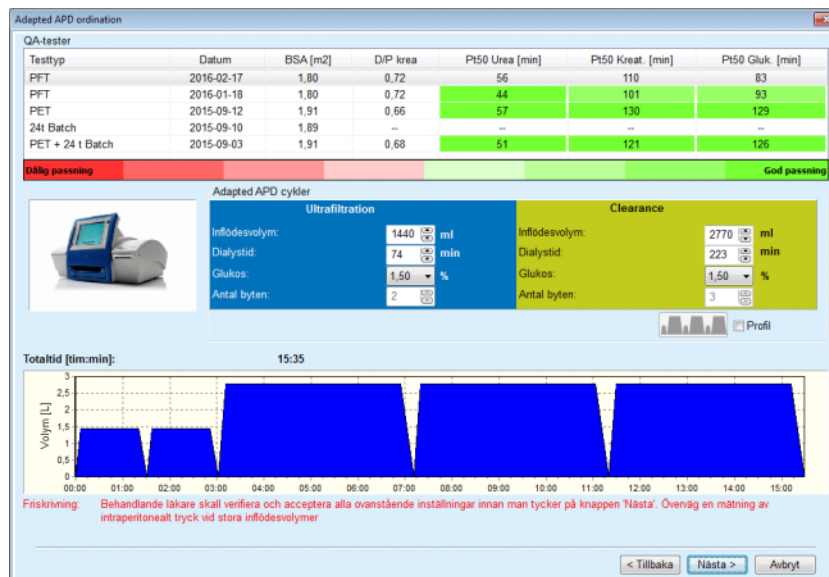 Adapted APD ordination
QA-tester
Testtyp Datum BSA [m2] D/P krea Pt50 Urea [min] Pt50 Kreat. [min] Pt50 Gluk. [min]
PFT 2016-02-17 1,80 0,72 56 110 83
PFT 2016-01-18 1,80 0,72 44 101 93
PET 2015-09-12 1,91 0,66 57 130 129
24t Batch 2015-09-10 1,89 -- -- -- --
PET + 24 t Batch 2015-09-03 1,91 0,68 51 121 126
Dålig passning God passning
Adapted APD cykler
Ultrafiltration Clearance
Inflödesvolym: 1440 ml Inflödesvolym: 2770 ml
Dialystid: 74 min Dialystid: 223 min
Glukos: 1,50 % Glukos: 1,50 %
Antal byten: 2 Antal byten: 3
Profil
Totaltid [tim:min]: 15:35
Volym [L]
3
2,5
2
1,5
1
0,5
0
00:00 01:00 02:00 03:00 04:00 05:00 06:00 07:00 08:00 09:00 10:00 11:00 12:00 13:00 14:00 15:00
Friskrivning: Behandlande läkare skall verifiera och acceptera alla ovanstående inställningar innan man tycker på knappen 'Nästa'. Överväg en mätning av
intraperitonealt tryck vid stora inflödesvolymer
< Tillbaka Nästa > Avbryt